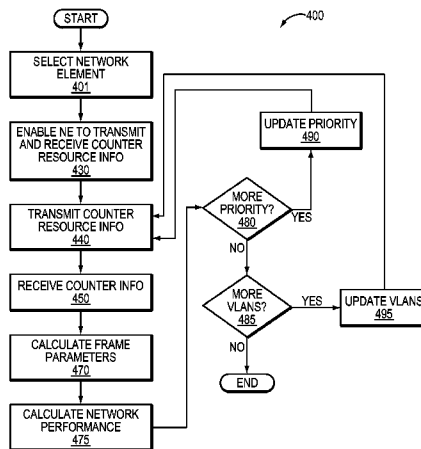 START
400
SELECT NETWORK
ELEMENT
401
ENABLE NE TO TRANSMIT
AND RECEIVE COUNTER
RESOURCE INFO
430
TRANSMIT COUNTER
RESOURCE INFO
440
RECEIVE COUNTER INFO
450
CALCULATE FRAME
PARAMETERS
470
CALCULATE NETWORK
PERFORMANCE
475
UPDATE PRIORITY
490
MORE
PRIORITY?
480
YES
NO
MORE
VLANS?
485
YES
NO
UPDATE VLANS
495
END